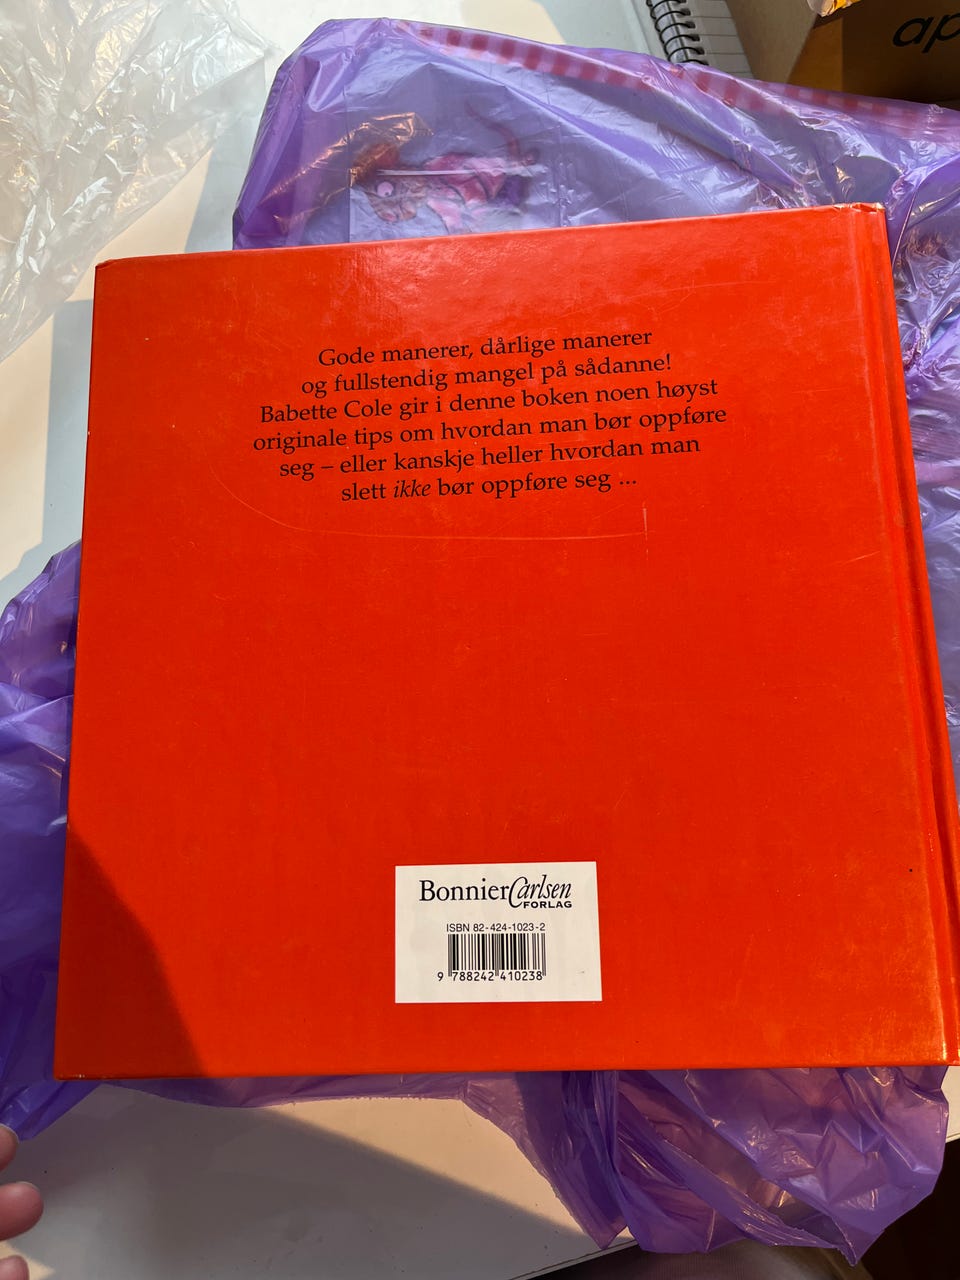 ap
Gode manerer, dårlige manerer
og fullstendig mangel på sådanne!
Babette Cole gir i denne boken noen høyst
originale tips om hvordan man bør oppføre
seg – eller kanskje heller hvordan man
slett ikke bør oppføre seg ...
BonnierCarlsen
FORLAG
ISBN 82-424-1023-2
9 788242 410238